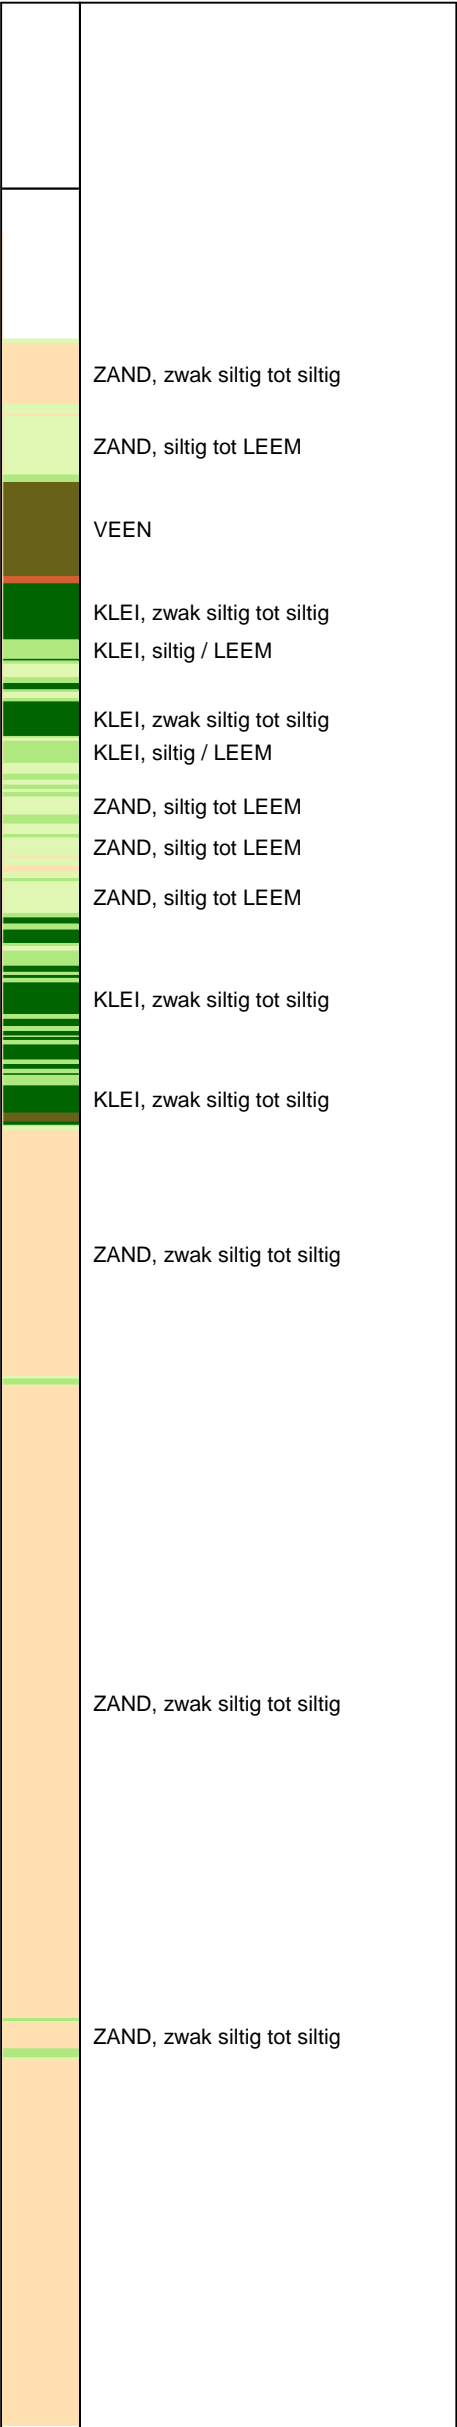 ZAND, zwak siltig tot siltig
ZAND, siltig tot LEEM
VEEN
KLEI, zwak siltig tot siltig
KLEI, siltig / LEEM
KLEI, zwak siltig tot siltig
KLEI, siltig / LEEM
ZAND, siltig tot LEEM
ZAND, siltig tot LEEM
ZAND, siltig tot LEEM
KLEI, zwak siltig tot siltig
KLEI, zwak siltig tot siltig
ZAND, zwak siltig tot siltig
ZAND, zwak siltig tot siltig
ZAND, zwak siltig tot siltig